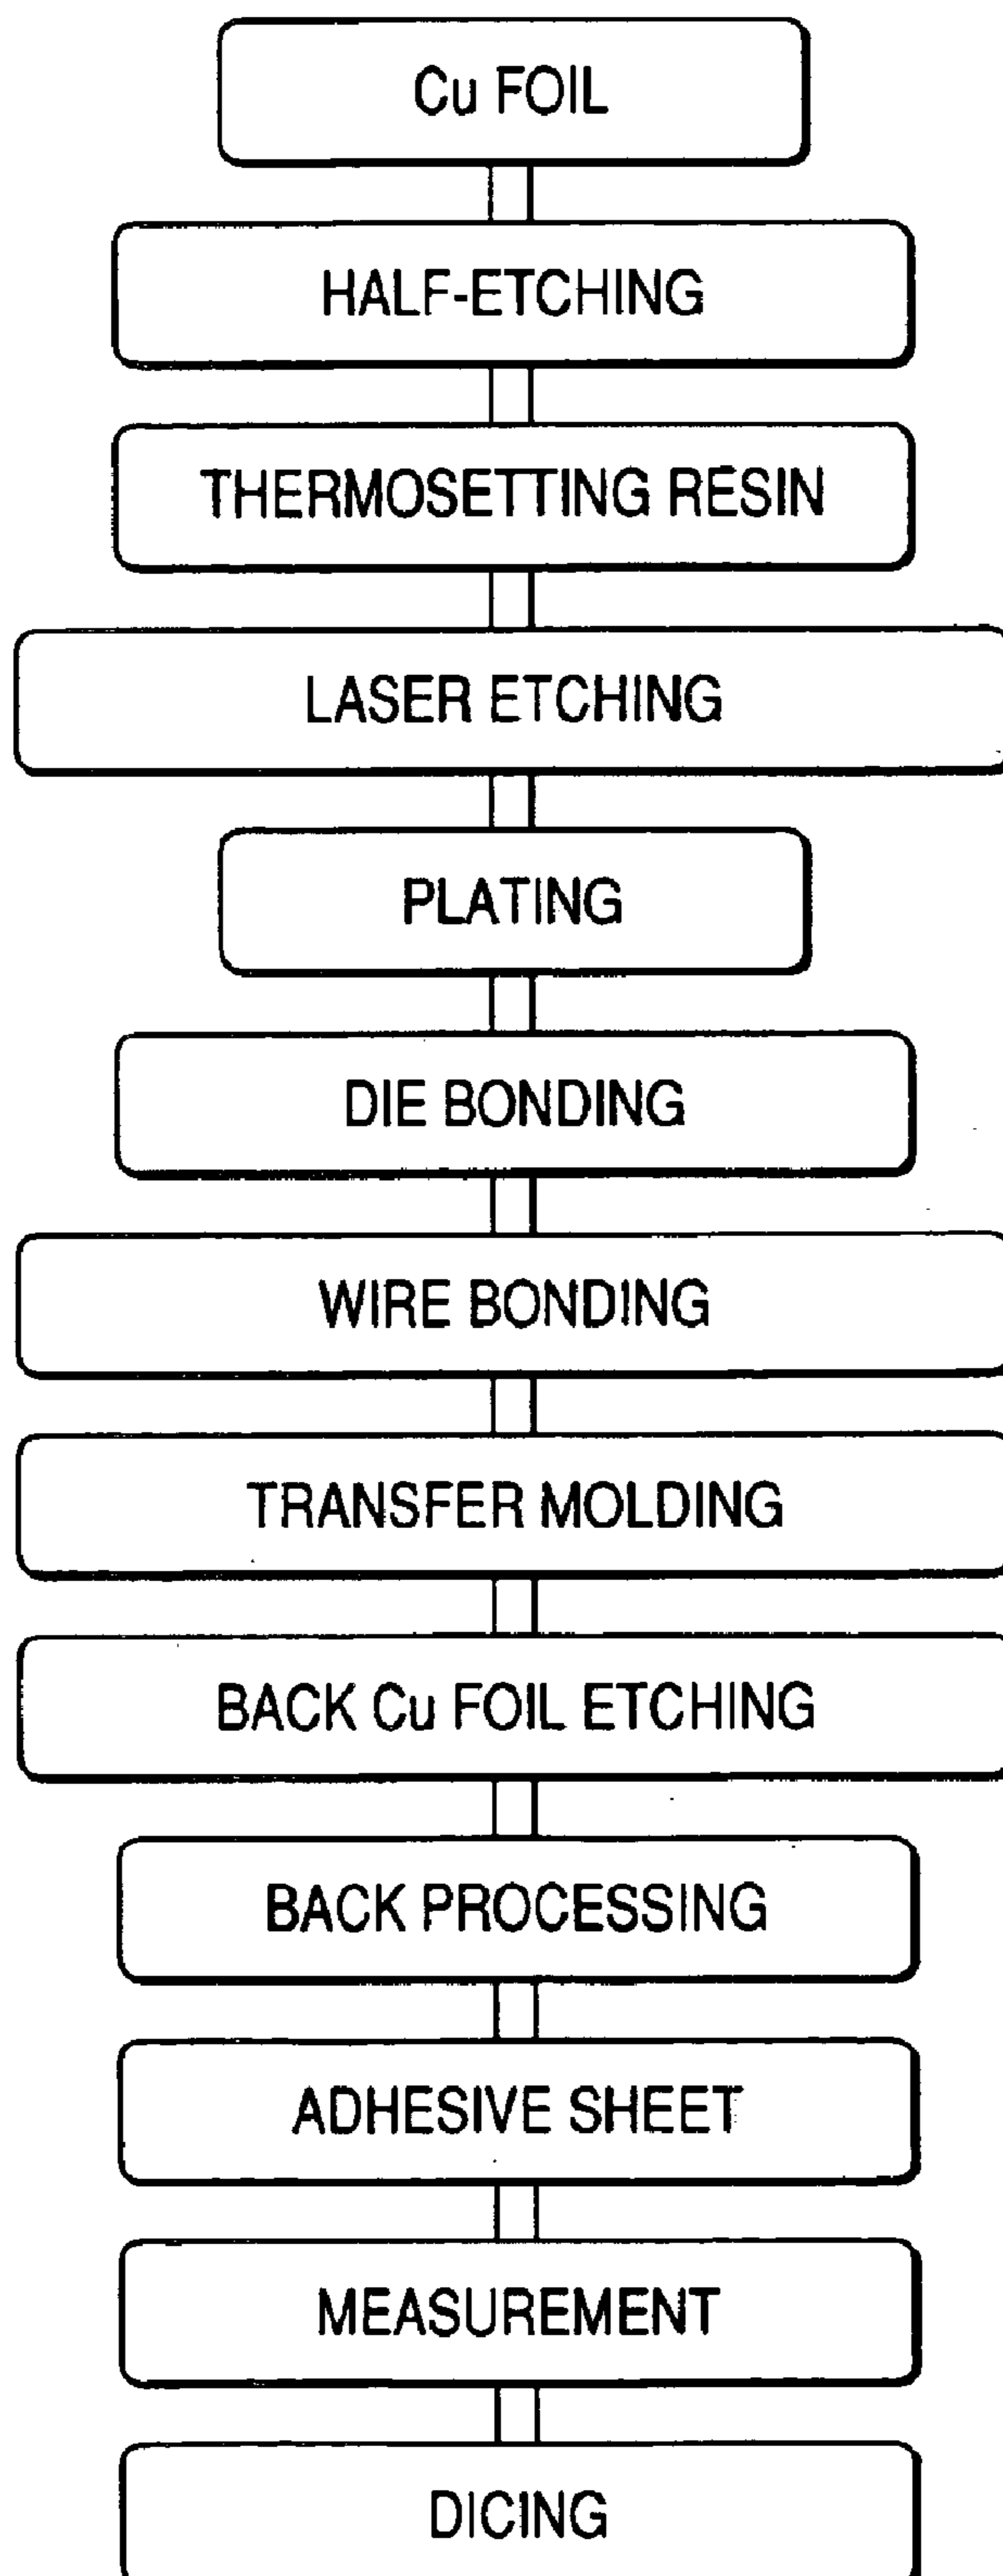 Cu FOIL
HALF-ETCHING
THERMOSETTING RESIN
LASER ETCHING
PLATING
DIE BONDING
WIRE BONDING
TRANSFER MOLDING
BACK Cu FOIL ETCHING
BACK PROCESSING
ADHESIVE SHEET
MEASUREMENT
DICING